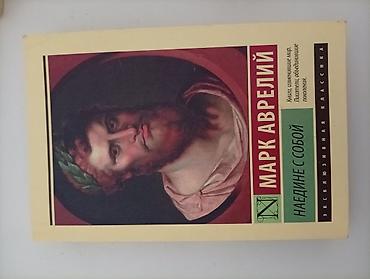 Книги, изменившие мир.
Писатели, объединившие
поколения.
МАРК АВРЕЛИЙ
НАЕДИНЕ С СОБОЙ
ЭКСКЛЮЗИВНАЯ КЛАССИКА